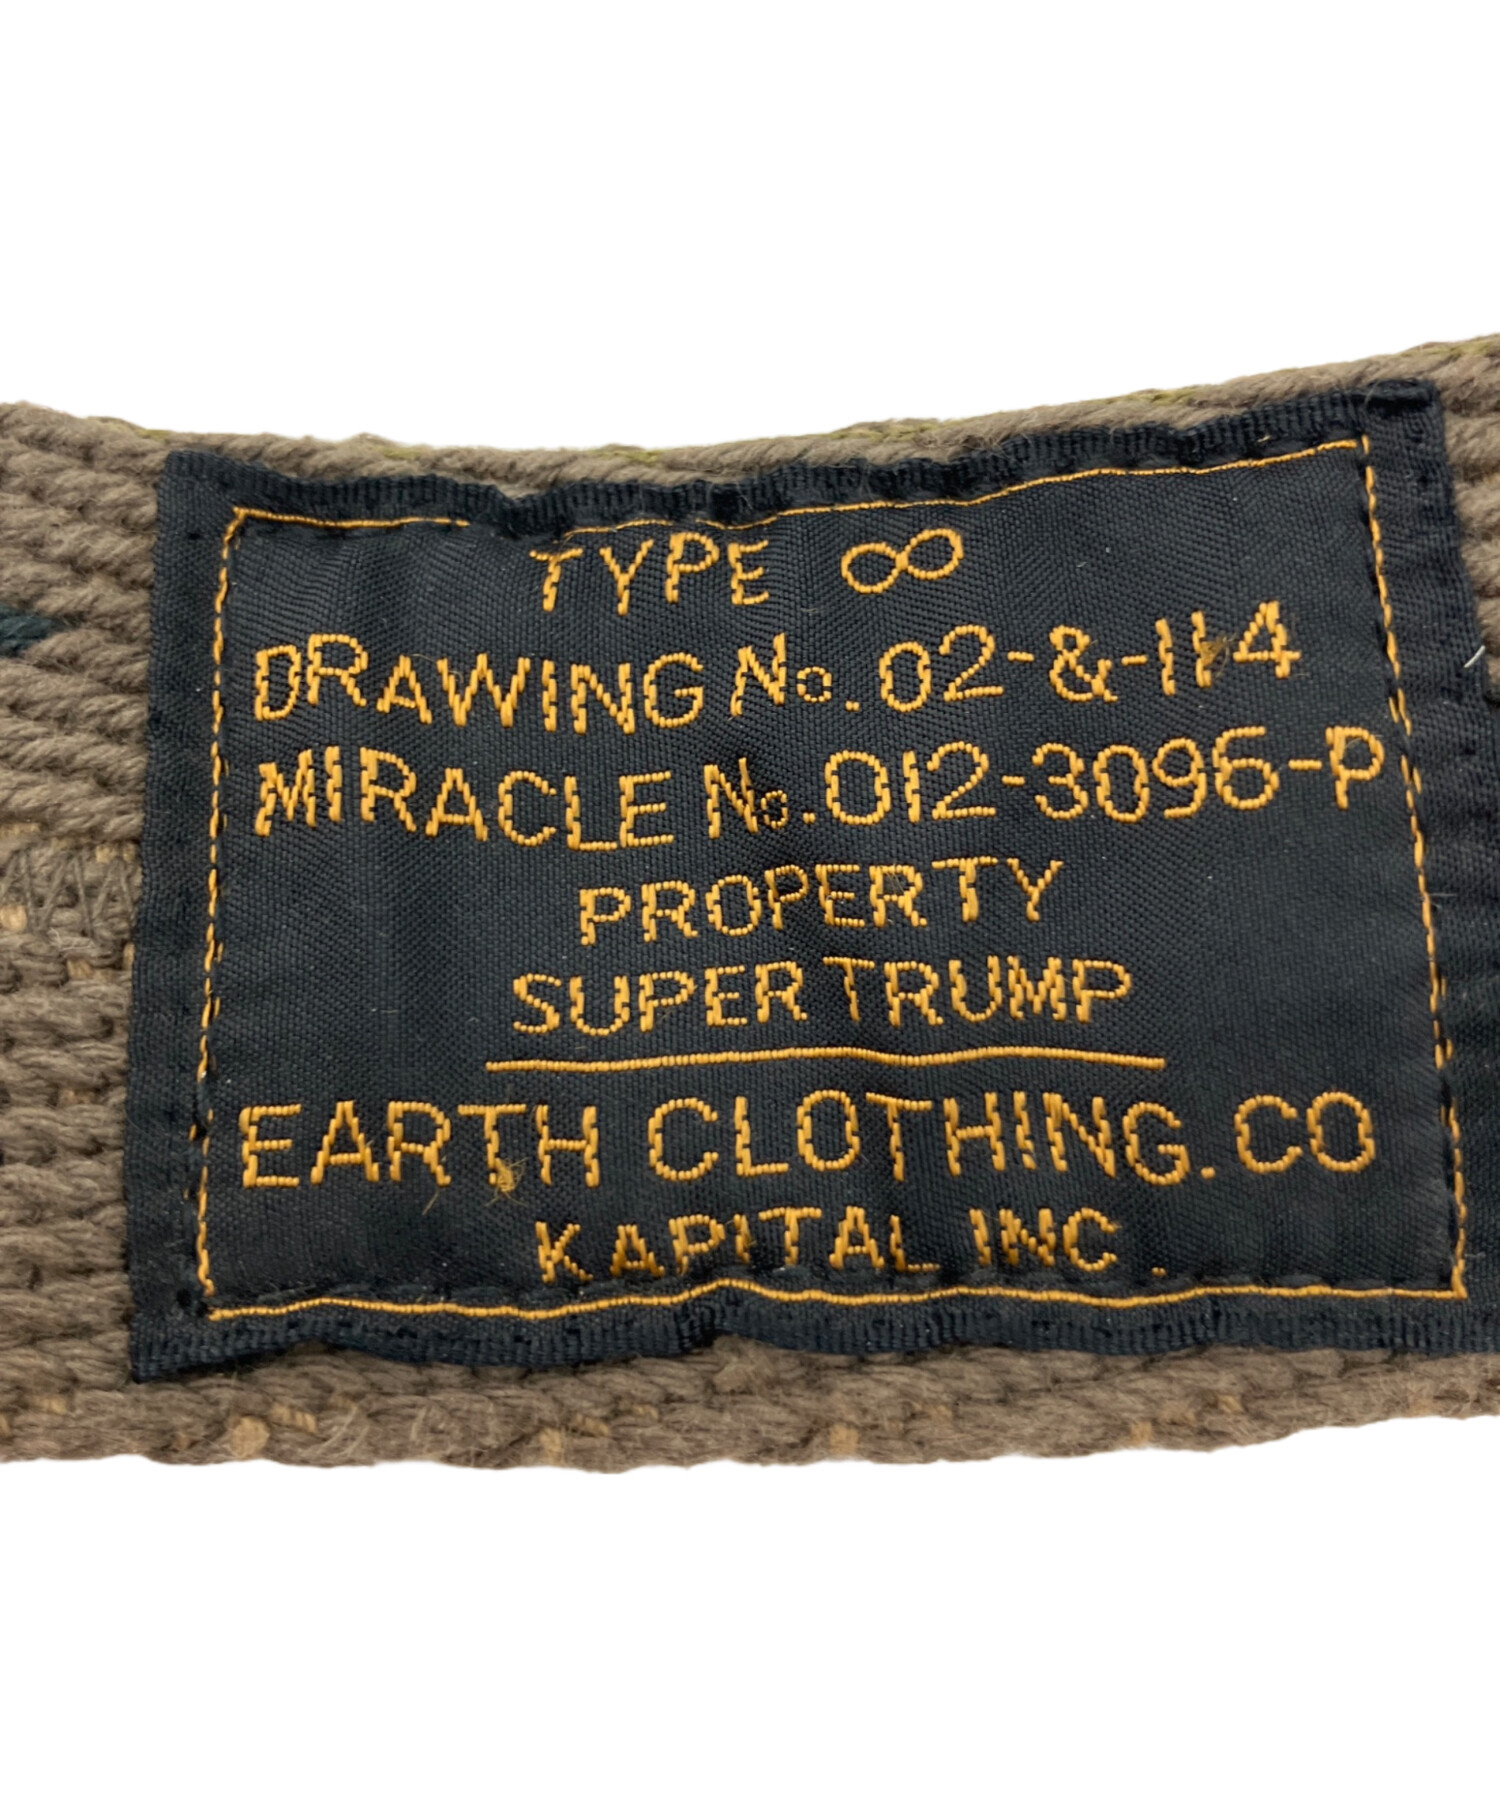 TYPE ∞
DRAWING No. 02-&-114
MIRACLE No. 012-3096-P
PROPERTY
SUPER TRUMP
EARTH CLOTHING.CO
KAPITAL INC.